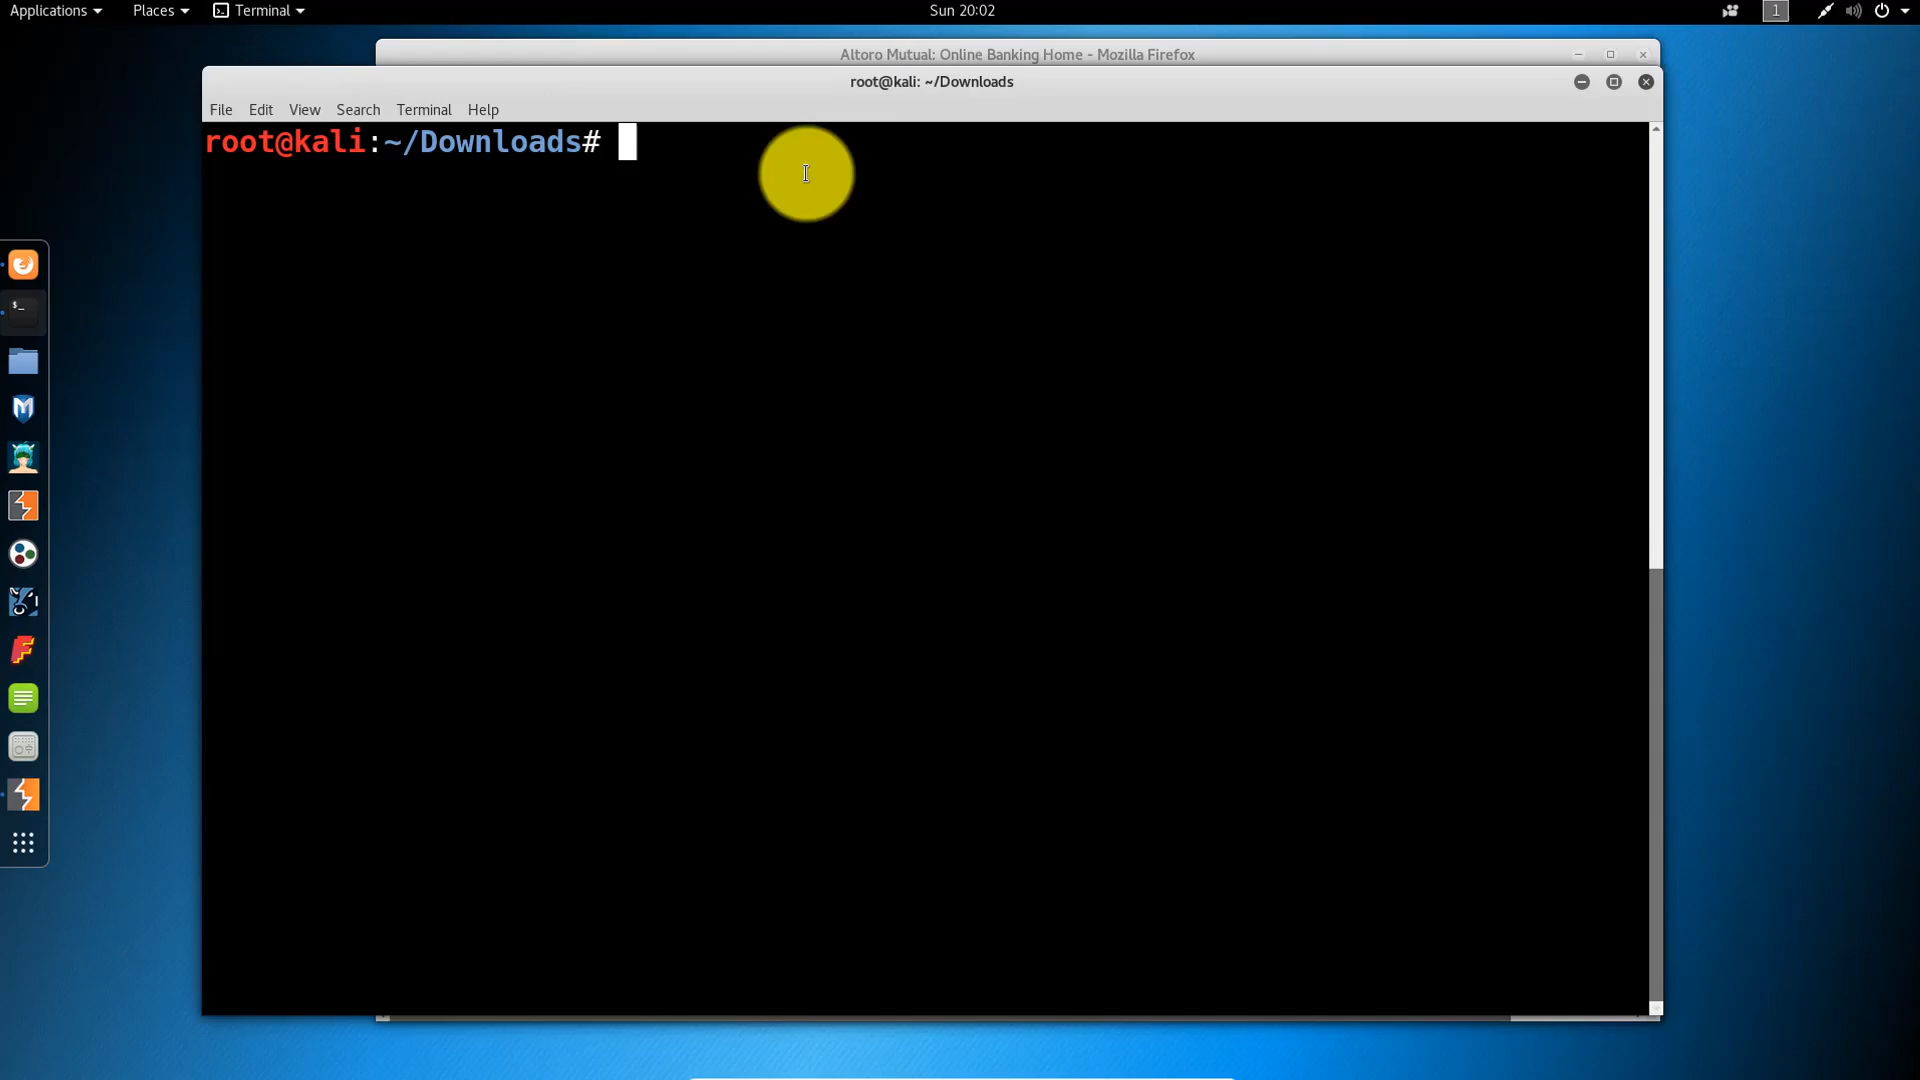 Applications Places Terminal Sun 20:02 1
Altoro Mutual: Online Banking Home - Mozilla Firefox
root@kali: ~/Downloads
File Edit View Search Terminal Help
root@kali:~/Downloads#
$_